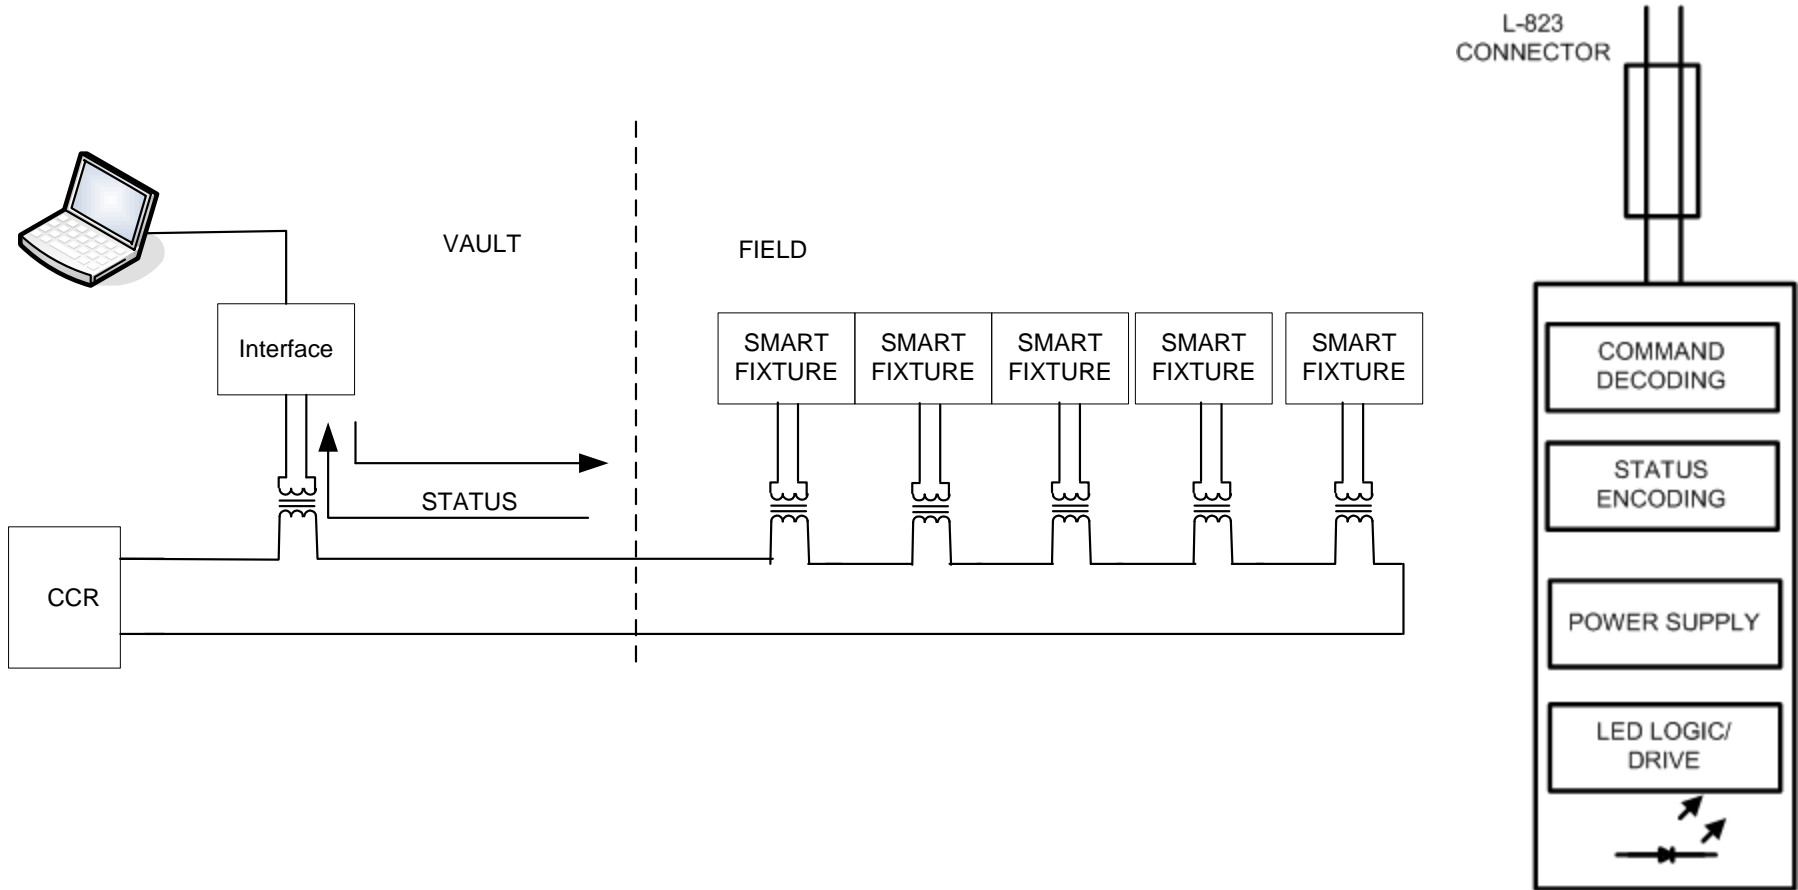 L-823
CONNECTOR
VAULT
FIELD
Interface
SMART
FIXTURE
SMART
FIXTURE
SMART
FIXTURE
SMART
FIXTURE
SMART
FIXTURE
STATUS
CCR
COMMAND
DECODING
STATUS
ENCODING
POWER SUPPLY
LED LOGIC/
DRIVE